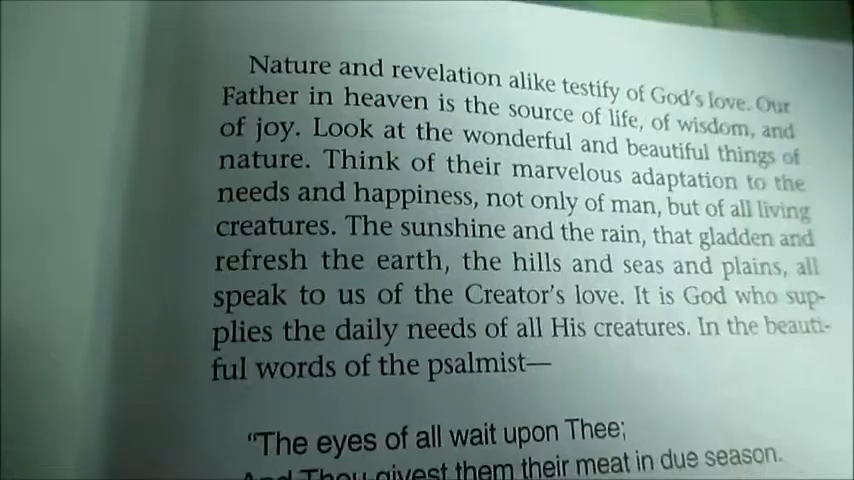 Nature and revelation alike testify of God's love. Our
Father in heaven is the source of life, of wisdom, and
of joy. Look at the wonderful and beautiful things of
nature. Think of their marvelous adaptation to the
needs and happiness, not only of man, but of all living
creatures. The sunshine and the rain, that gladden and
refresh the earth, the hills and seas and plains, all
speak to us of the Creator's love. It is God who sup-
plies the daily needs of all His creatures. In the beauti-
ful words of the psalmist—
“The eyes of all wait upon Thee;
And Thou givest them their meat in due season.